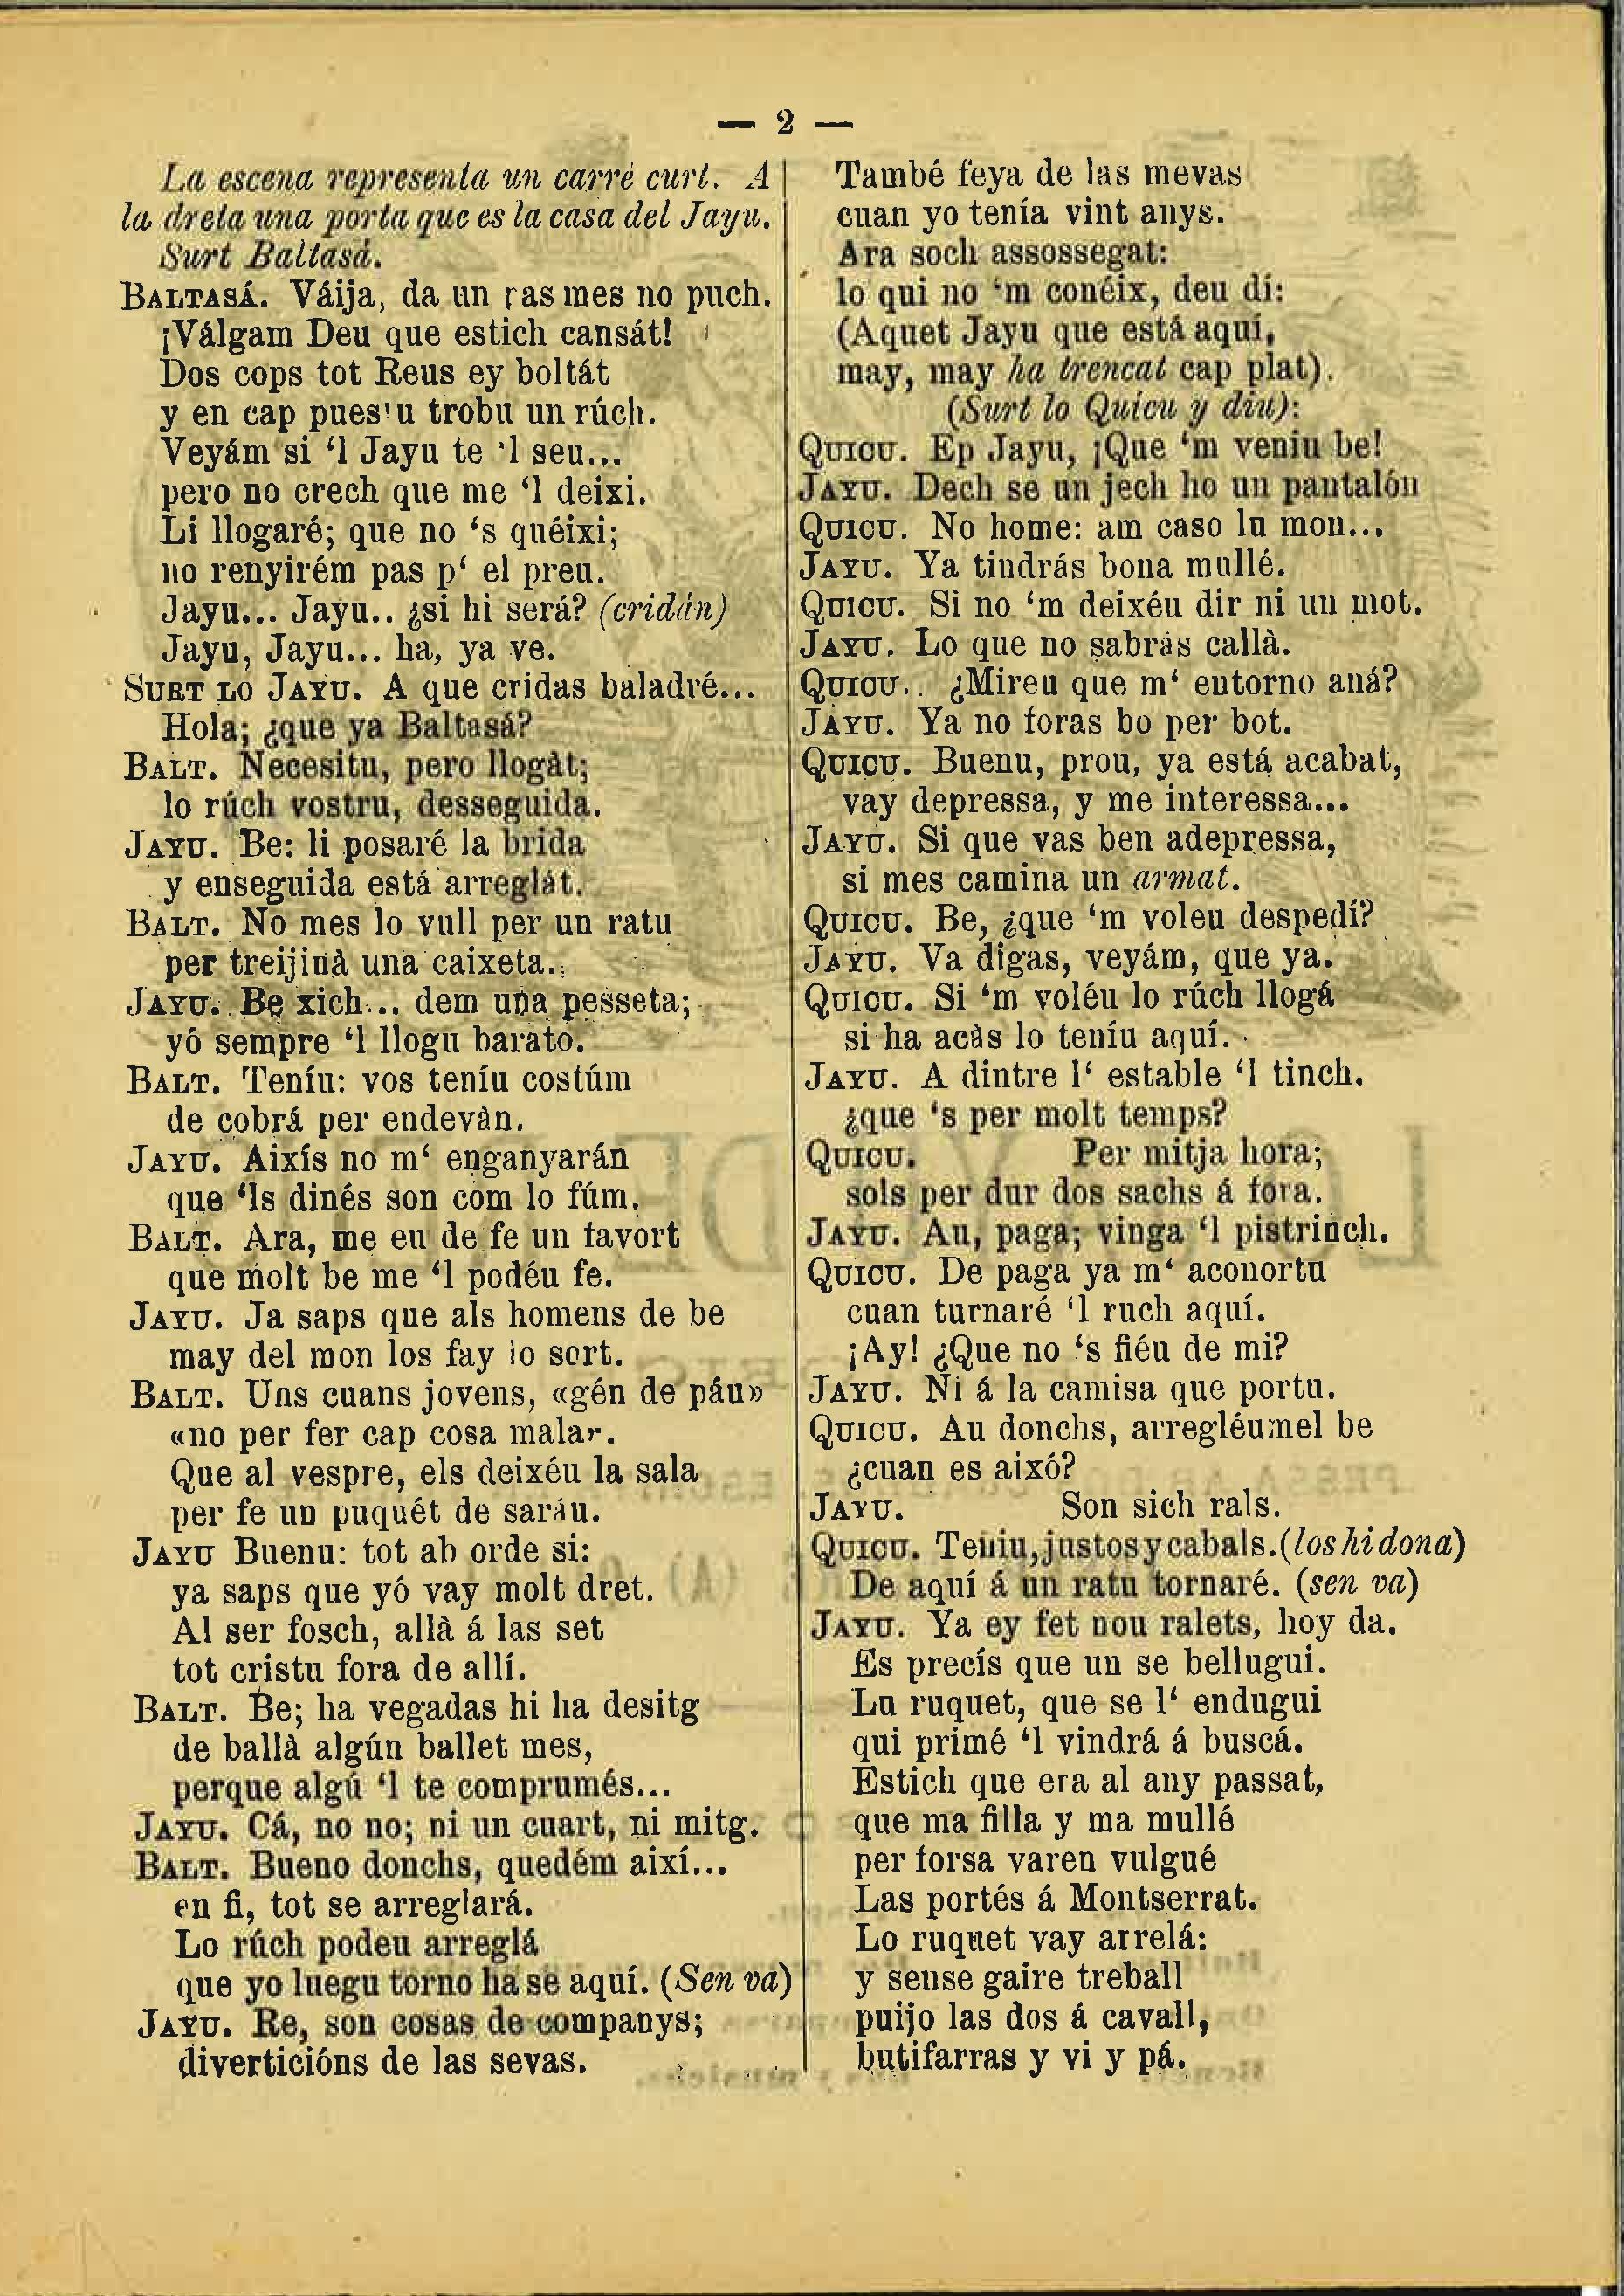 — 2 —
La escena representa un carré curt. A
la dreta una porta que es la casa del Jayu.
Surt Baltasá.
BALTASÁ. Váija, da un ras mes no puch.
¡Válgam Deu que estich cansát!
Dos cops tot Reus ey boltát
y en cap puestu trobu un rúch.
Veyám si ‘l Jayu te ‘l seu...
pero no crech que me ‘l deixi.
Li llogaré; que no ‘s quéixi;
no renyirém pas p‘ el preu.
Jayu... Jayu.. ¿si hi será? (cridán)
Jayu, Jayu... ha, ya ve.
SURT LO JAYU. A que cridas baladré...
Hola; ¿que ya Baltasá?
BALT. Necesitu, pero llogàt;
lo rúch vostru, desseguida.
JAYU. Be: li posaré la brida
y enseguida está arreglát.
BALT. No mes lo vull per un ratu
per treijinà una caixeta.
JAYU. Be xich... dem una pesseta;
yó sempre ‘l llogu barato.
BALT. Teníu: vos teníu costúm
de cobrá per endevàn.
JAYU. Aixís no m‘ enganyarán
que ‘ls dinés son com lo fúm.
BALT. Ara, me eu de fe un favort
que molt be me ‘l podéu fe.
JAYU. Ja saps que als homens de be
may del mon los fay lo sort.
BALT. Uns cuans jovens, «gén de páu»
«no per fer cap cosa mala».
Que al vespre, els deixéu la sala
per fe un puquét de saráu.
JAYU Buenu: tot ab orde si:
ya saps que yó vay molt dret.
Al ser fosch, allà á las set
tot cristu fora de allí.
BALT. Be; ha vegadas hi ha desitg
de ballà algún ballet mes,
perque algú ‘l te comprumés...
JAYU. Cá, no no; ni un cuart, ni mitg.
BALT. Bueno donchs, quedém així...
en fi, tot se arreglará.
Lo rúch podeu arreglá
que yo luegu torno ha se aquí. (Sen va)
JAYU. Re, son cosas de companys;
diverticións de las sevas.
També feya de las mevas
cuan yo tenía vint anys.
Ara soch assossegat:
lo qui no ‘m conéix, deu di:
(Aquet Jayu que está aquí,
may, may ha trencat cap plat).
(Surt lo Quicu y diu):
QUICU. Ep Jayu, ¡Que ‘m veniu be!
JAYU. Dech se un jech ho un pantalón
QUICU. No home: am caso lu mon...
JAYU. Ya tindrás bona mullé.
QUICU. Si no ‘m deixéu dir ni un mot.
JAYU. Lo que no sabrás callà.
QUICU.. ¿Mireu que m‘ entorno aná?
JAYU. Ya no foras bo per bot.
QUICU. Buenu, prou, ya está acabat,
vay depressa, y me interessa...
JAYU. Si que vas ben adepressa,
si mes camina un armat.
QUICU. Be, ¿que ‘m voleu despedí?
JAYU. Va digas, veyám, que ya.
QUICU. Si ‘m voléu lo rúch llogá
si ha acàs lo teníu aquí.
JAYU. A dintre l‘ estable ‘l tinch.
¿que ‘s per molt temps?
QUICU. Per mitja hora;
sols per dur dos sachs á fora.
JAYU. Au, paga; vinga ‘l pistrinch.
QUICU. De paga ya m‘ aconortu
cuan turnaré ‘l ruch aquí.
¡Ay! ¿Que no ‘s fiéu de mi?
JAYU. Ni á la camisa que portu.
QUICU. Au donchs, arregléumel be
¿cuan es aixó?
JAYU. Son sich rals.
QUICU. Teniu, justos y cabals. (los hi dona)
De aquí á un ratu tornaré. (sen va)
JAYU. Ya ey fet nou ralets, hoy da.
Es precís que un se bellugui.
Lu ruquet, que se l‘ endugui
qui primé ‘l vindrá á buscá.
Estich que era al any passat,
que ma filla y ma mullé
per forsa varen vulgué
Las portés á Montserrat.
Lo ruquet vay arrelá:
y sense gaire treball
puijo las dos á cavall,
butifarras y vi y pá.